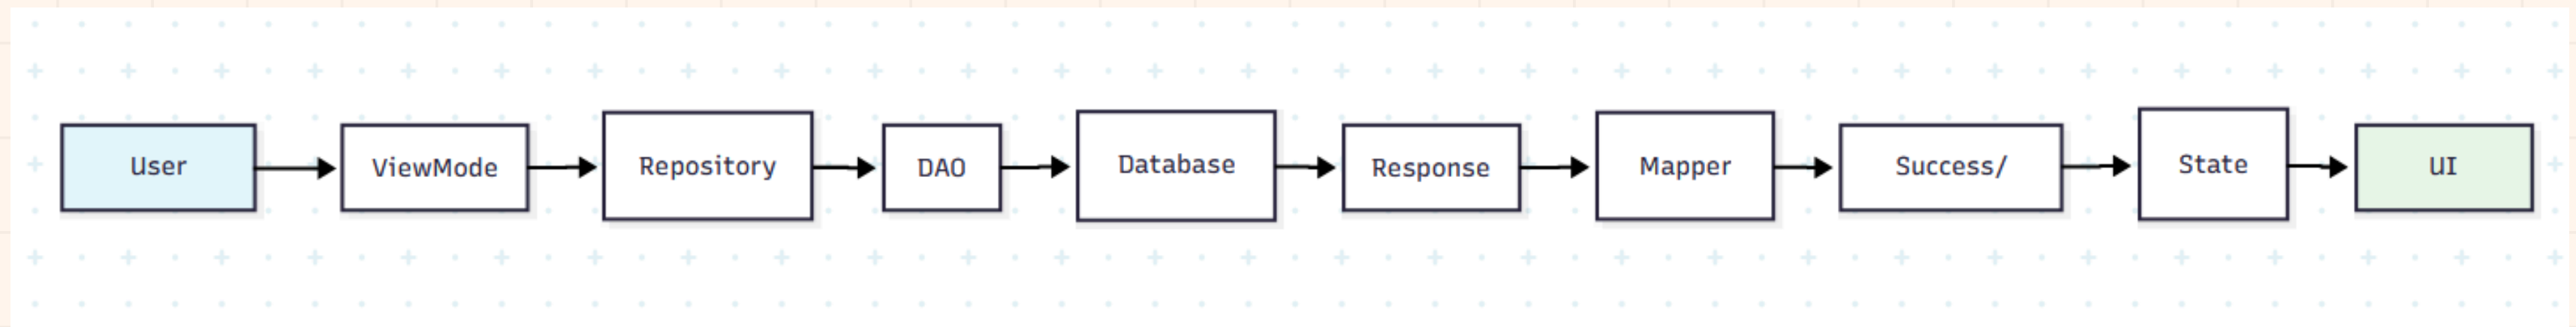 User
ViewMode
Repository
DAO
Database
Response
Mapper
Success/
State
UI